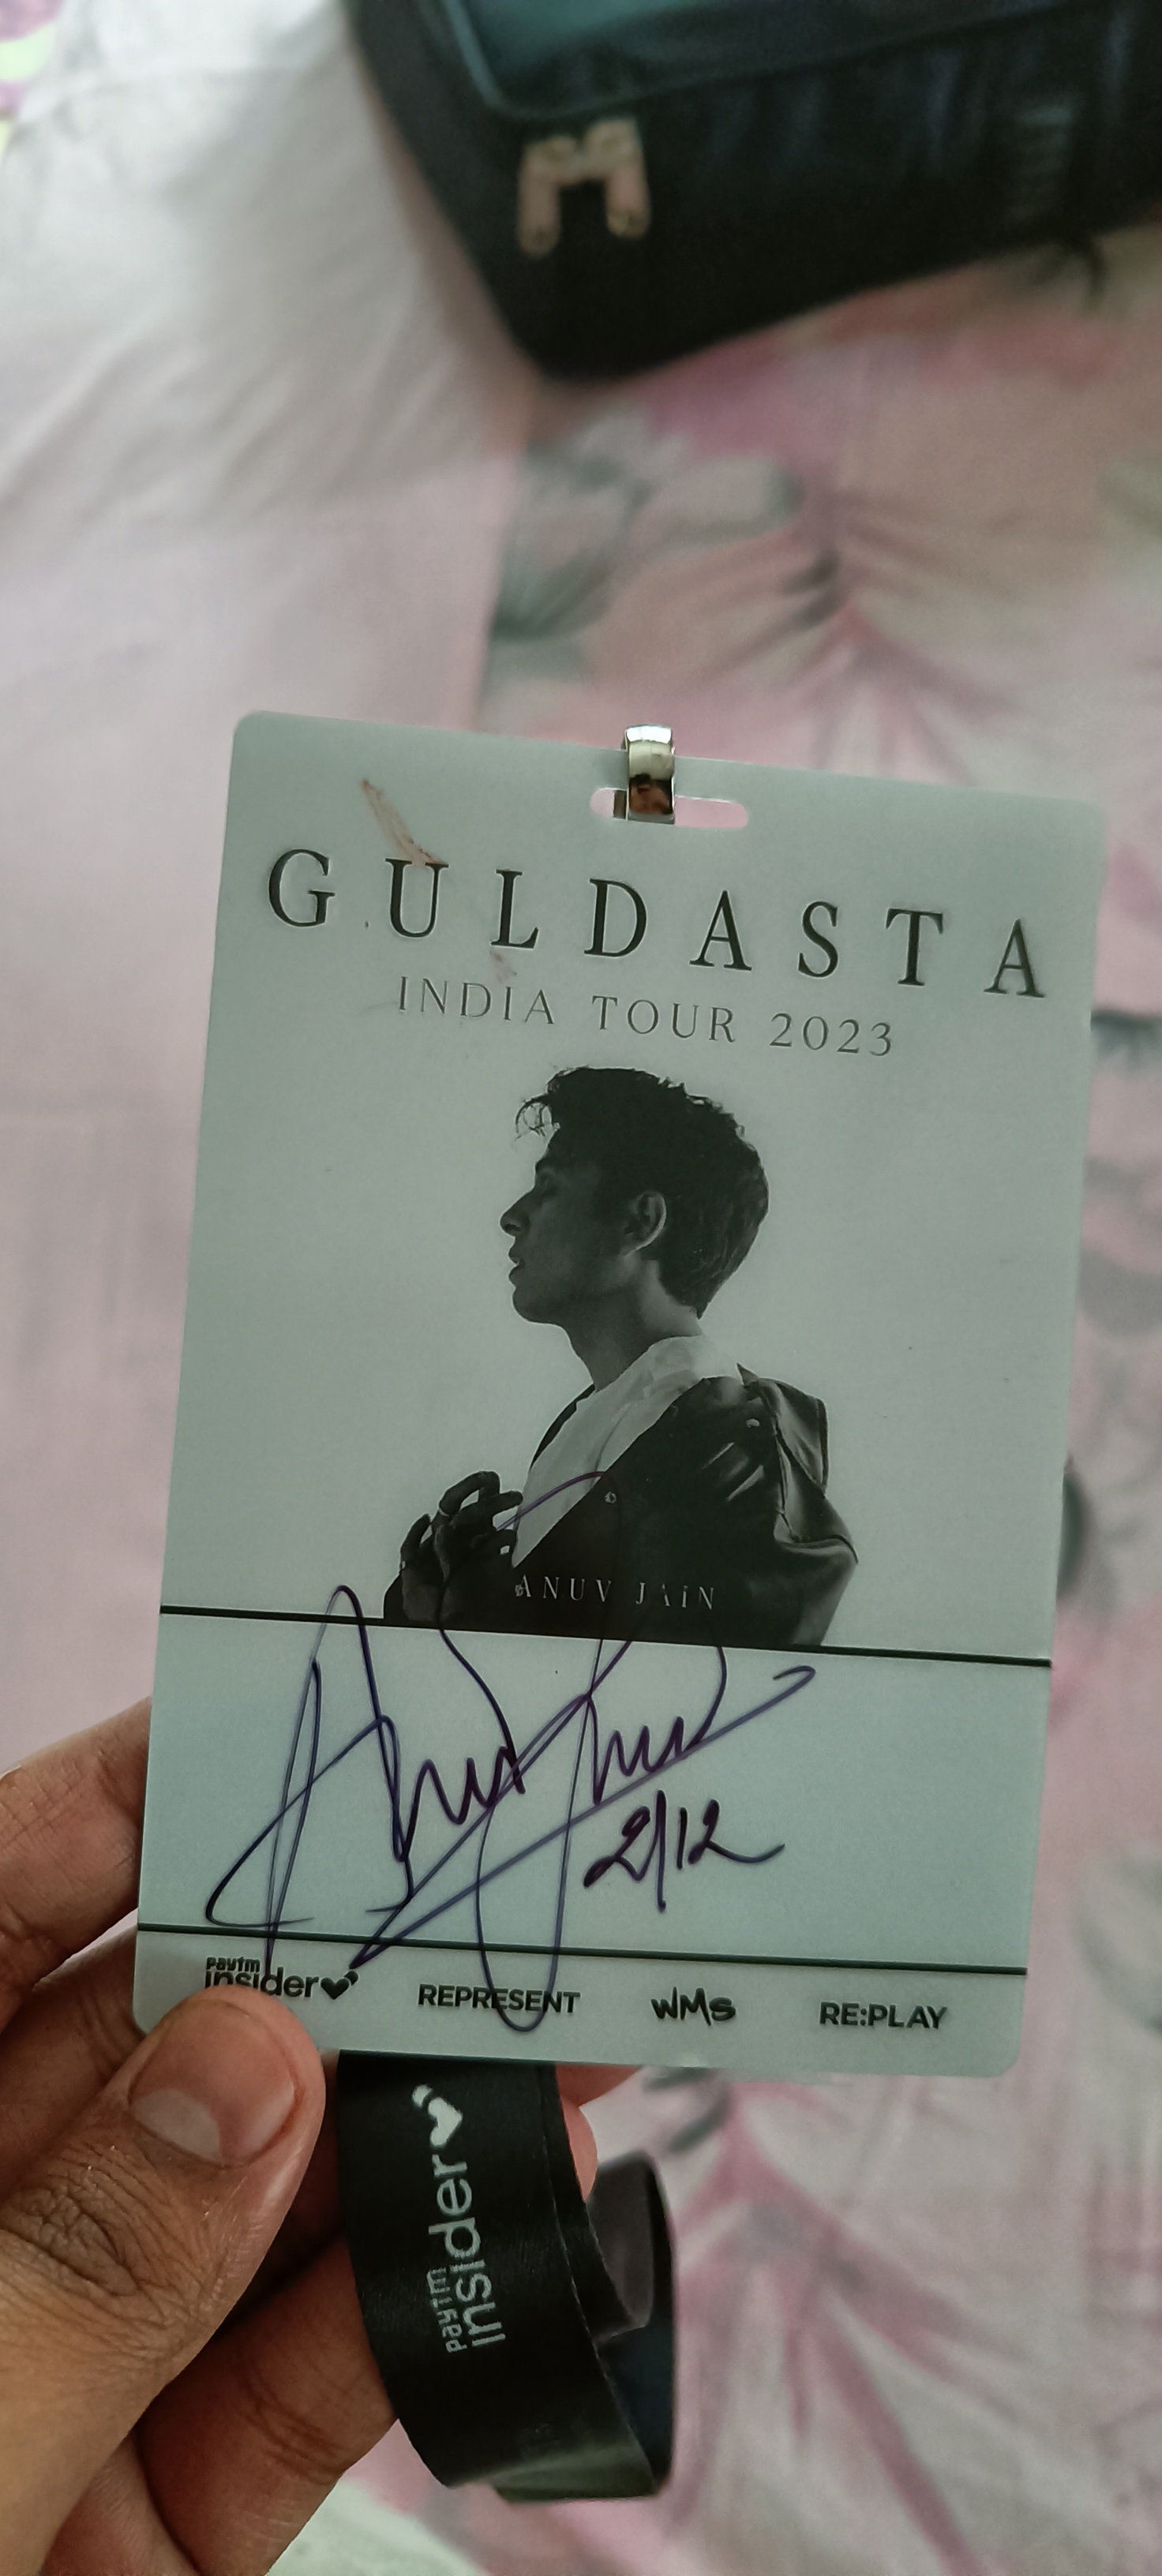 GULDASTA
INDIA TOUR 2023
ANUV JAIN
2/12
paytm
insider
REPRESENT
WMS
RE:PLAY
paytm
insider